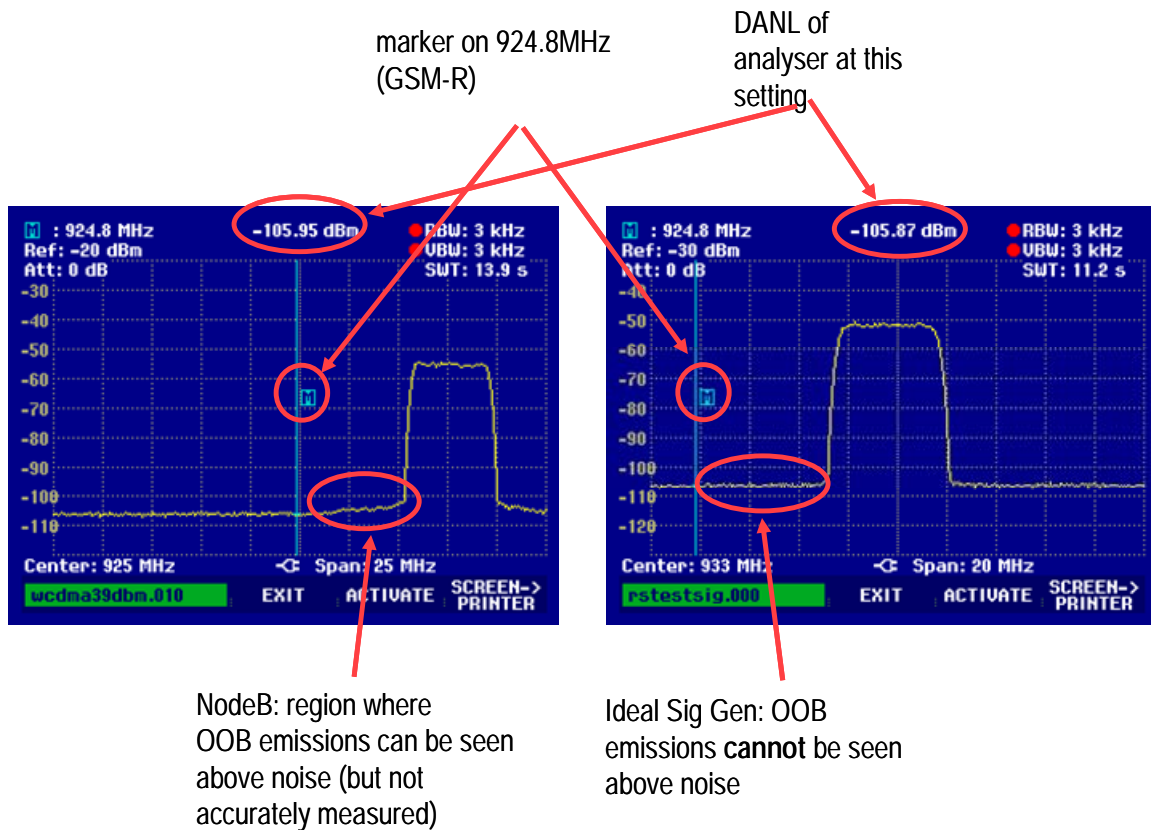 marker on 924.8MHz
(GSM-R)
DANL of
analyser at this
setting
M : 924.8 MHz
-105.95 dBm
RBW: 3 kHz
Ref: -20 dBm
VBW: 3 kHz
Att: 0 dB
SWT: 13.9 s
-30
-40
-50
-60
M
-70
-80
-90
-100
-110
Center: 925 MHz
Span: 25 MHz
wcdma39dbm.010
EXIT
ACTIVATE
SCREEN->
PRINTER
M : 924.8 MHz
-105.87 dBm
RBW: 3 kHz
Ref: -30 dBm
VBW: 3 kHz
Att: 0 dB
SWT: 11.2 s
-40
-50
-60
-70
M
-80
-90
-100
-110
-120
Center: 933 MHz
Span: 20 MHz
rstestsig.000
EXIT
ACTIVATE
SCREEN->
PRINTER
NodeB: region where
OOB emissions can be seen
above noise (but not
accurately measured)
Ideal Sig Gen: OOB
emissions cannot be seen
above noise